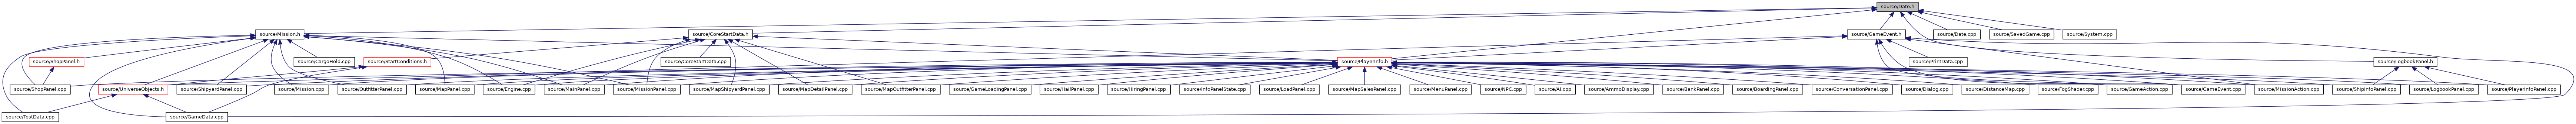 source/Date.h
source/Mission.h
source/CoreStartData.h
source/GameEvent.h
source/Date.cpp
source/SavedGame.cpp
source/System.cpp
source/ShopPanel.h
source/CargoHold.cpp
source/StartConditions.h
source/CoreStartData.cpp
source/PlayerInfo.h
source/PrintData.cpp
source/LogbookPanel.h
source/ShopPanel.cpp
source/UniverseObjects.h
source/ShipyardPanel.cpp
source/Mission.cpp
source/OutfitterPanel.cpp
source/MapPanel.cpp
source/Engine.cpp
source/MainPanel.cpp
source/MissionPanel.cpp
source/MapShipyardPanel.cpp
source/MapDetailPanel.cpp
source/MapOutfitterPanel.cpp
source/GameLoadingPanel.cpp
source/HailPanel.cpp
source/HiringPanel.cpp
source/InfoPanelState.cpp
source/LoadPanel.cpp
source/MapSalesPanel.cpp
source/MenuPanel.cpp
source/NPC.cpp
source/AI.cpp
source/AmmoDisplay.cpp
source/BankPanel.cpp
source/BoardingPanel.cpp
source/ConversationPanel.cpp
source/Dialog.cpp
source/DistanceMap.cpp
source/FogShader.cpp
source/GameAction.cpp
source/GameEvent.cpp
source/MissionAction.cpp
source/ShipInfoPanel.cpp
source/LogbookPanel.cpp
source/PlayerInfoPanel.cpp
source/TestData.cpp
source/GameData.cpp